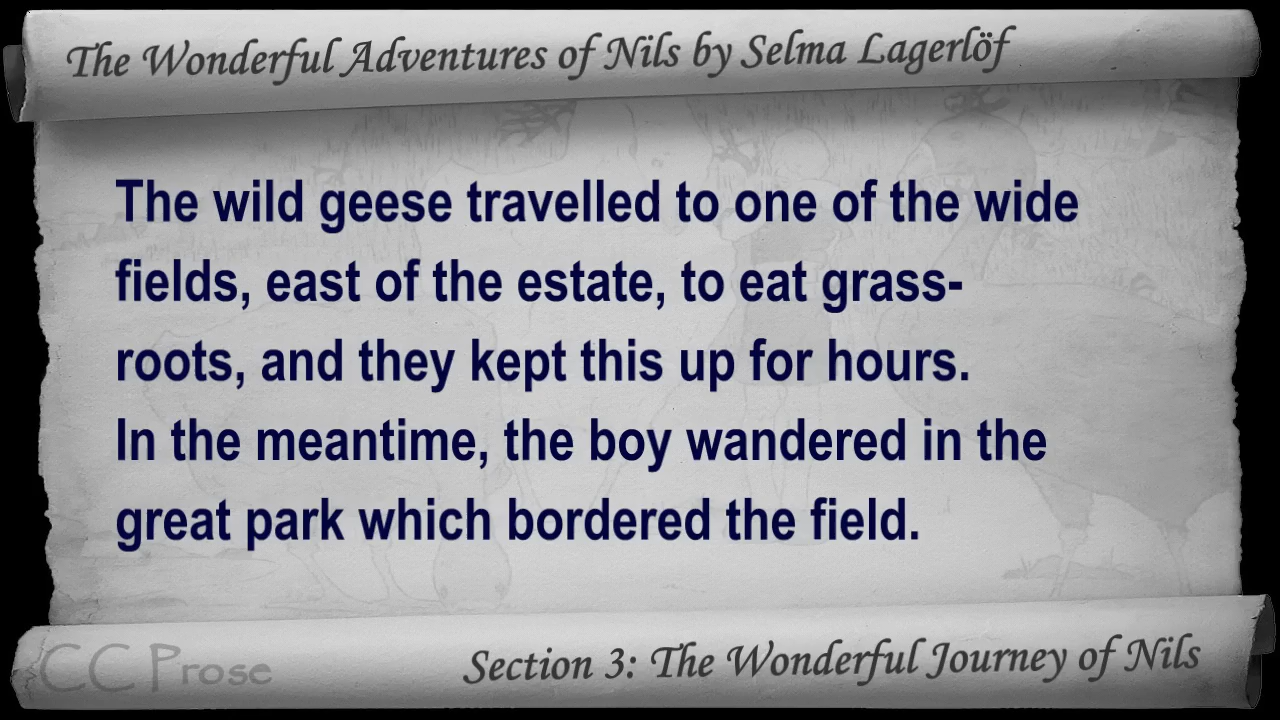 The Wonderful Adventures of Nils by Selma Lagerlöf
The wild geese travelled to one of the wide
fields, east of the estate, to eat grass-
roots, and they kept this up for hours.
In the meantime, the boy wandered in the
great park which bordered the field.
CC Prose
Section 3: The Wonderful Journey of Nils